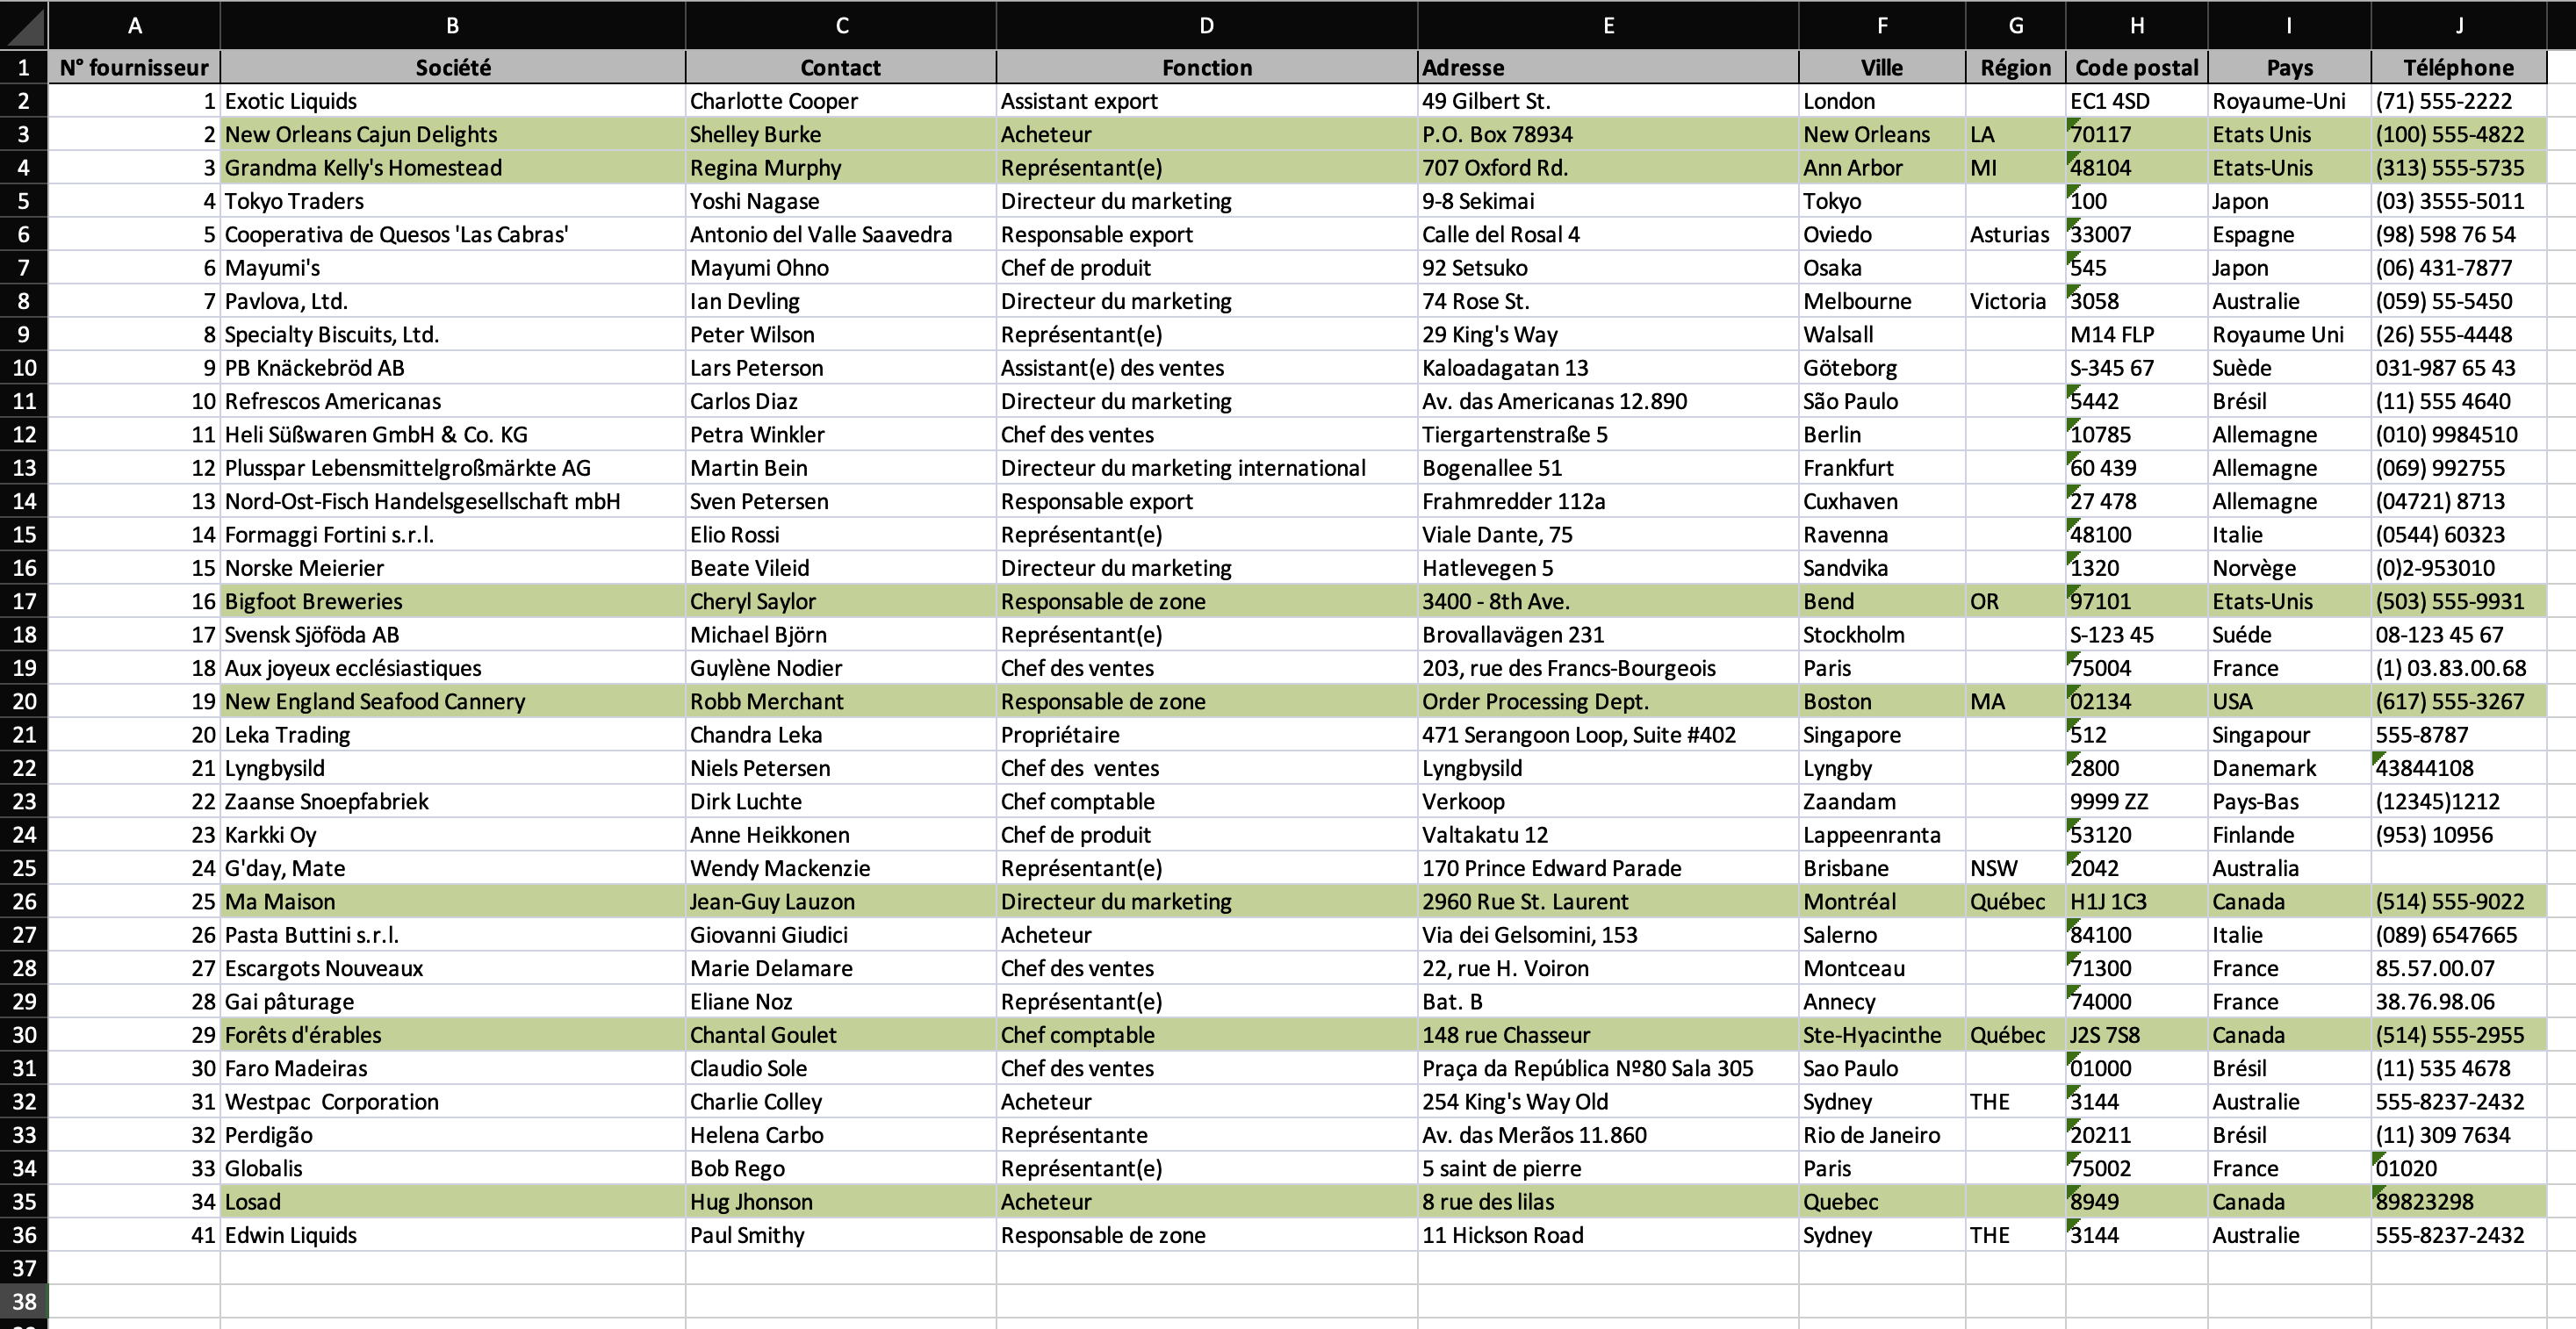 A B C D E F G H I J
1 N° fournisseur Société Contact Fonction Adresse Ville Région Code postal Pays Téléphone
2 1 Exotic Liquids Charlotte Cooper Assistant export 49 Gilbert St. London EC1 4SD Royaume-Uni (71) 555-2222
3 2 New Orleans Cajun Delights Shelley Burke Acheteur P.O. Box 78934 New Orleans LA 70117 Etats Unis (100) 555-4822
4 3 Grandma Kelly's Homestead Regina Murphy Représentant(e) 707 Oxford Rd. Ann Arbor MI 48104 Etats-Unis (313) 555-5735
5 4 Tokyo Traders Yoshi Nagase Directeur du marketing 9-8 Sekimai Tokyo 100 Japon (03) 3555-5011
6 5 Cooperativa de Quesos 'Las Cabras' Antonio del Valle Saavedra Responsable export Calle del Rosal 4 Oviedo Asturias 33007 Espagne (98) 598 76 54
7 6 Mayumi's Mayumi Ohno Chef de produit 92 Setsuko Osaka 545 Japon (06) 431-7877
8 7 Pavlova, Ltd. Ian Devling Directeur du marketing 74 Rose St. Melbourne Victoria 3058 Australie (059) 55-5450
9 8 Specialty Biscuits, Ltd. Peter Wilson Représentant(e) 29 King's Way Walsall M14 FLP Royaume Uni (26) 555-4448
10 9 PB Knäckebröd AB Lars Peterson Assistant(e) des ventes Kaloadagatan 13 Göteborg S-345 67 Suède 031-987 65 43
11 10 Refrescos Americanas Carlos Diaz Directeur du marketing Av. das Americanas 12.890 São Paulo 5442 Brésil (11) 555 4640
12 11 Heli Süßwaren GmbH & Co. KG Petra Winkler Chef des ventes Tiergartenstraße 5 Berlin 10785 Allemagne (010) 9984510
13 12 Plusspar Lebensmittelgroßmärkte AG Martin Bein Directeur du marketing international Bogenallee 51 Frankfurt 60 439 Allemagne (069) 992755
14 13 Nord-Ost-Fisch Handelsgesellschaft mbH Sven Petersen Responsable export Frahmredder 112a Cuxhaven 27 478 Allemagne (04721) 8713
15 14 Formaggi Fortini s.r.l. Elio Rossi Représentant(e) Viale Dante, 75 Ravenna 48100 Italie (0544) 60323
16 15 Norske Meierier Beate Vileid Directeur du marketing Hatlevegen 5 Sandvika 1320 Norvège (0)2-953010
17 16 Bigfoot Breweries Cheryl Saylor Responsable de zone 3400 - 8th Ave. Bend OR 97101 Etats-Unis (503) 555-9931
18 17 Svensk Sjöföda AB Michael Björn Représentant(e) Brovallavägen 231 Stockholm S-123 45 Suéde 08-123 45 67
19 18 Aux joyeux ecclésiastiques Guylène Nodier Chef des ventes 203, rue des Francs-Bourgeois Paris 75004 France (1) 03.83.00.68
20 19 New England Seafood Cannery Robb Merchant Responsable de zone Order Processing Dept. Boston MA 02134 USA (617) 555-3267
21 20 Leka Trading Chandra Leka Propriétaire 471 Serangoon Loop, Suite #402 Singapore 512 Singapour 555-8787
22 21 Lyngbysild Niels Petersen Chef des  ventes Lyngbysild Lyngby 2800 Danemark 43844108
23 22 Zaanse Snoepfabriek Dirk Luchte Chef comptable Verkoop Zaandam 9999 ZZ Pays-Bas (12345)1212
24 23 Karkki Oy Anne Heikkonen Chef de produit Valtakatu 12 Lappeenranta 53120 Finlande (953) 10956
25 24 G'day, Mate Wendy Mackenzie Représentant(e) 170 Prince Edward Parade Brisbane NSW 2042 Australia
26 25 Ma Maison Jean-Guy Lauzon Directeur du marketing 2960 Rue St. Laurent Montréal Québec H1J 1C3 Canada (514) 555-9022
27 26 Pasta Buttini s.r.l. Giovanni Giudici Acheteur Via dei Gelsomini, 153 Salerno 84100 Italie (089) 6547665
28 27 Escargots Nouveaux Marie Delamare Chef des ventes 22, rue H. Voiron Montceau 71300 France 85.57.00.07
29 28 Gai pâturage Eliane Noz Représentant(e) Bat. B Annecy 74000 France 38.76.98.06
30 29 Forêts d'érables Chantal Goulet Chef comptable 148 rue Chasseur Ste-Hyacinthe Québec J2S 7S8 Canada (514) 555-2955
31 30 Faro Madeiras Claudio Sole Chef des ventes Praça da República Nº80 Sala 305 Sao Paulo 01000 Brésil (11) 535 4678
32 31 Westpac  Corporation Charlie Colley Acheteur 254 King's Way Old Sydney THE 3144 Australie 555-8237-2432
33 32 Perdigão Helena Carbo Représentante Av. das Merãos 11.860 Rio de Janeiro 20211 Brésil (11) 309 7634
34 33 Globalis Bob Rego Représentant(e) 5 saint de pierre Paris 75002 France 01020
35 34 Losad Hug Jhonson Acheteur 8 rue des lilas Quebec 8949 Canada 89823298
36 41 Edwin Liquids Paul Smithy Responsable de zone 11 Hickson Road Sydney THE 3144 Australie 555-8237-2432
37
38